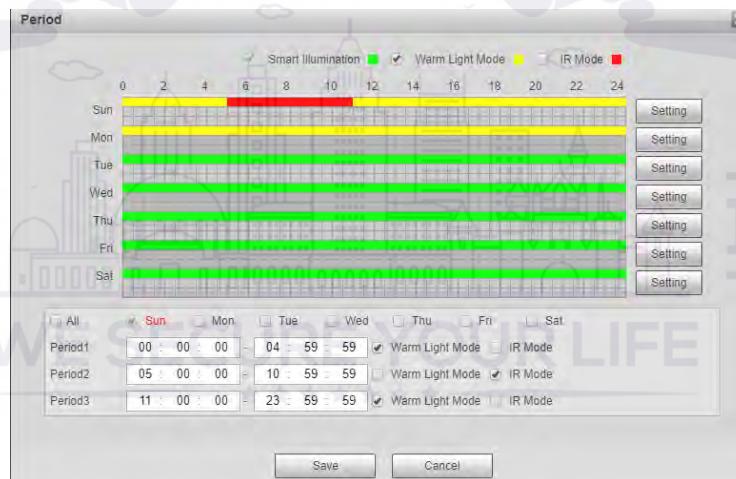 Period
Smart Illumination Warm Light Mode IR Mode
0 2 4 6 8 10 12 14 16 18 20 22 24
Sun Setting
Mon Setting
Tue Setting
Wed Setting
Thu Setting
Fri Setting
Sat Setting
All Sun Mon Tue Wed Thu Fri Sat
WE SECURE YOUR LIFE
Period1 00 : 00 : 00 - 04 : 59 : 59 Warm Light Mode IR Mode
Period2 05 : 00 : 00 - 10 : 59 : 59 Warm Light Mode IR Mode
Period3 11 : 00 : 00 - 23 : 59 : 59 Warm Light Mode IR Mode
Save Cancel